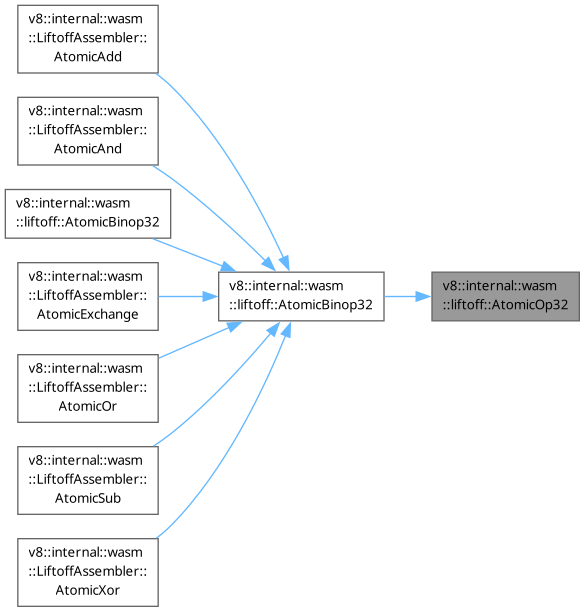 v8::internal::wasm
::LiftoffAssembler::
AtomicAdd
v8::internal::wasm
::LiftoffAssembler::
AtomicAnd
v8::internal::wasm
::liftoff::AtomicBinop32
v8::internal::wasm
::LiftoffAssembler::
AtomicExchange
v8::internal::wasm
::LiftoffAssembler::
AtomicOr
v8::internal::wasm
::LiftoffAssembler::
AtomicSub
v8::internal::wasm
::LiftoffAssembler::
AtomicXor
v8::internal::wasm
::liftoff::AtomicBinop32
v8::internal::wasm
::liftoff::AtomicOp32